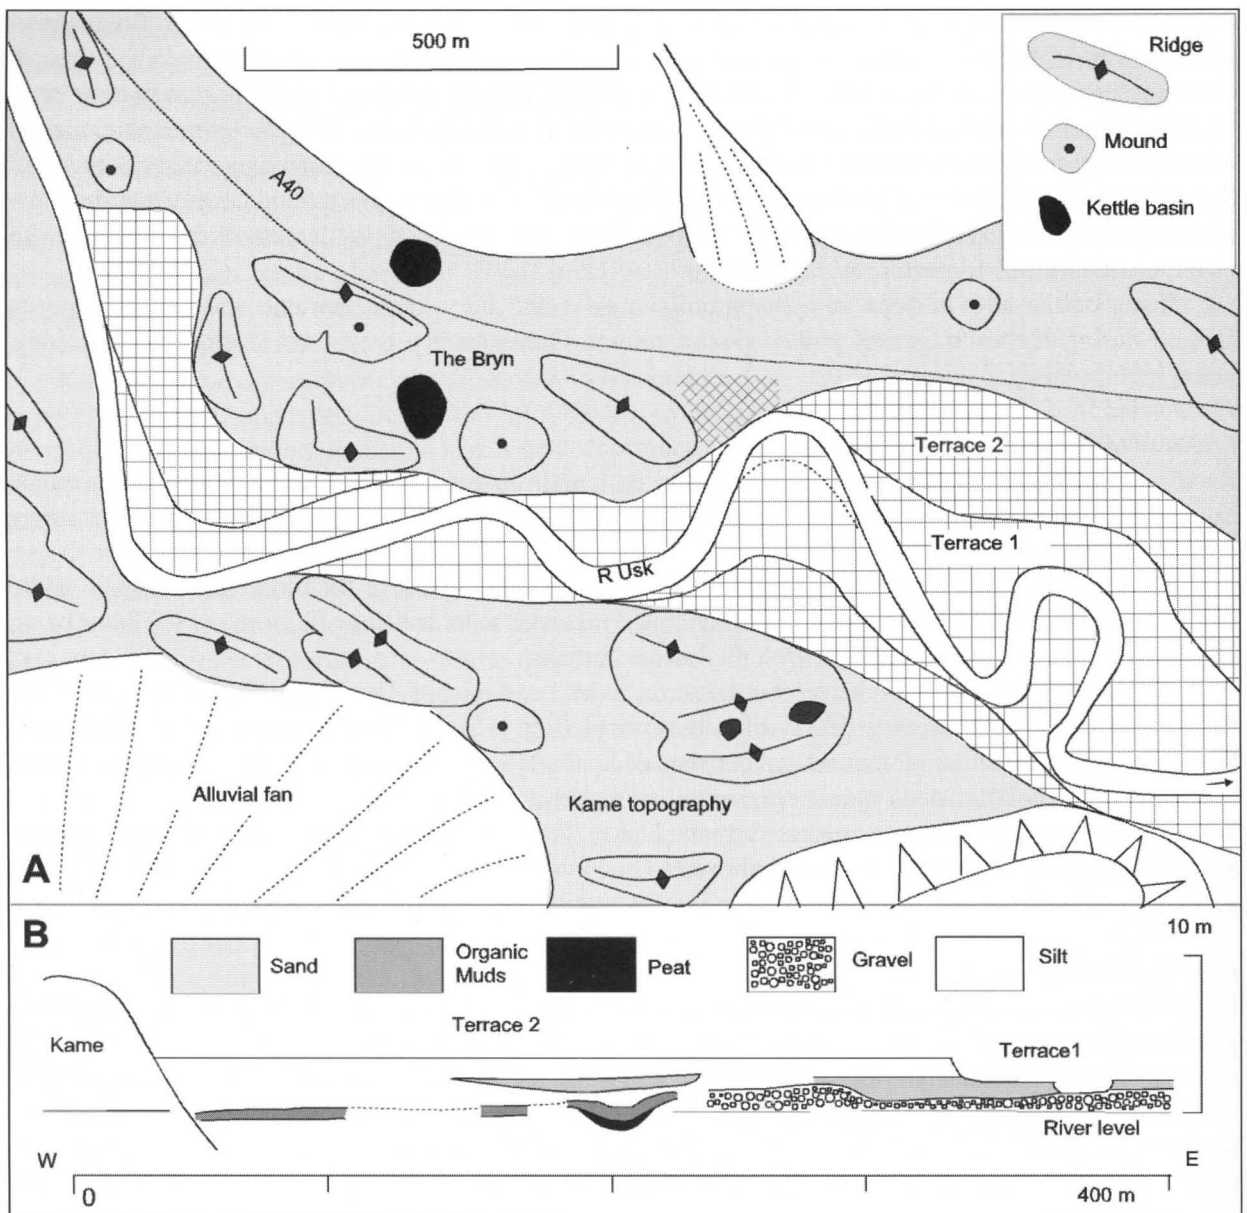 500 m
Ridge
Mound
Kettle basin
A40
The Bryn
Terrace 2
Terrace 1
R Usk
Alluvial fan
Kame topography
A
B
10 m
Sand
Organic
Muds
Peat
Gravel
Silt
Terrace 2
Kame
Terrace1
River level
W
E
0
400 m